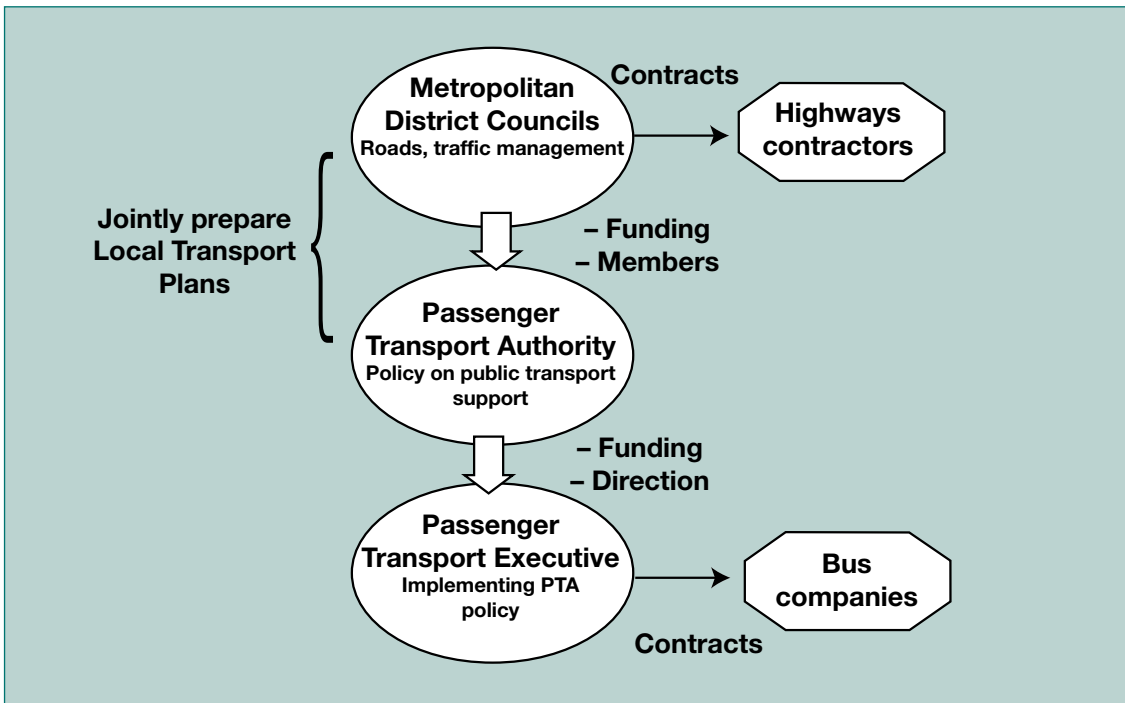 Metropolitan
District Councils
Roads, traffic management
Contracts
Highways
contractors
Jointly prepare
Local Transport
Plans
– Funding
– Members
Passenger
Transport Authority
Policy on public transport
support
– Funding
– Direction
Passenger
Transport Executive
Implementing PTA
policy
Contracts
Bus
companies